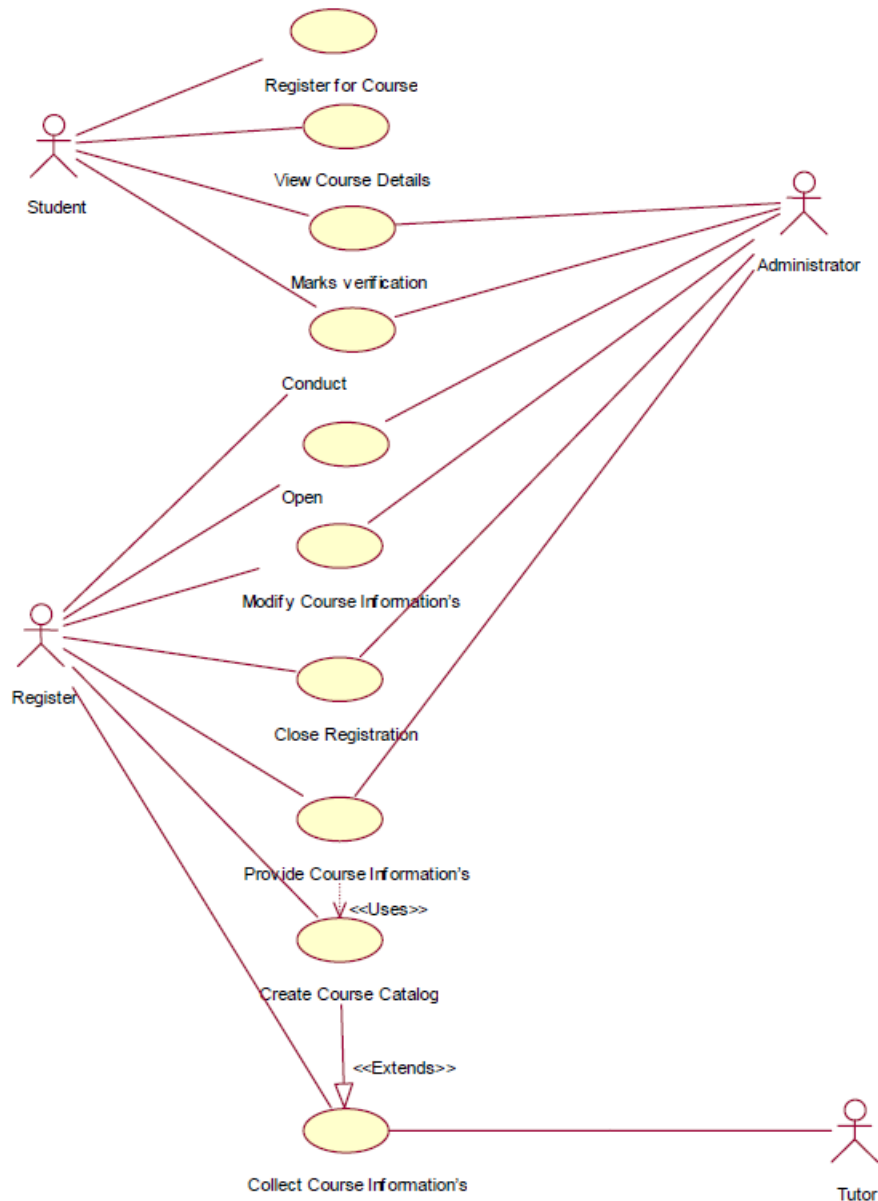 Register for Course
View Course Details
Student
Administrator
Marks verification
Conduct
Open
Modify Course Information's
Register
Close Registration
Provide Course Information's
<<Uses>>
Create Course Catalog
<<Extends>>
Collect Course Information's
Tutor